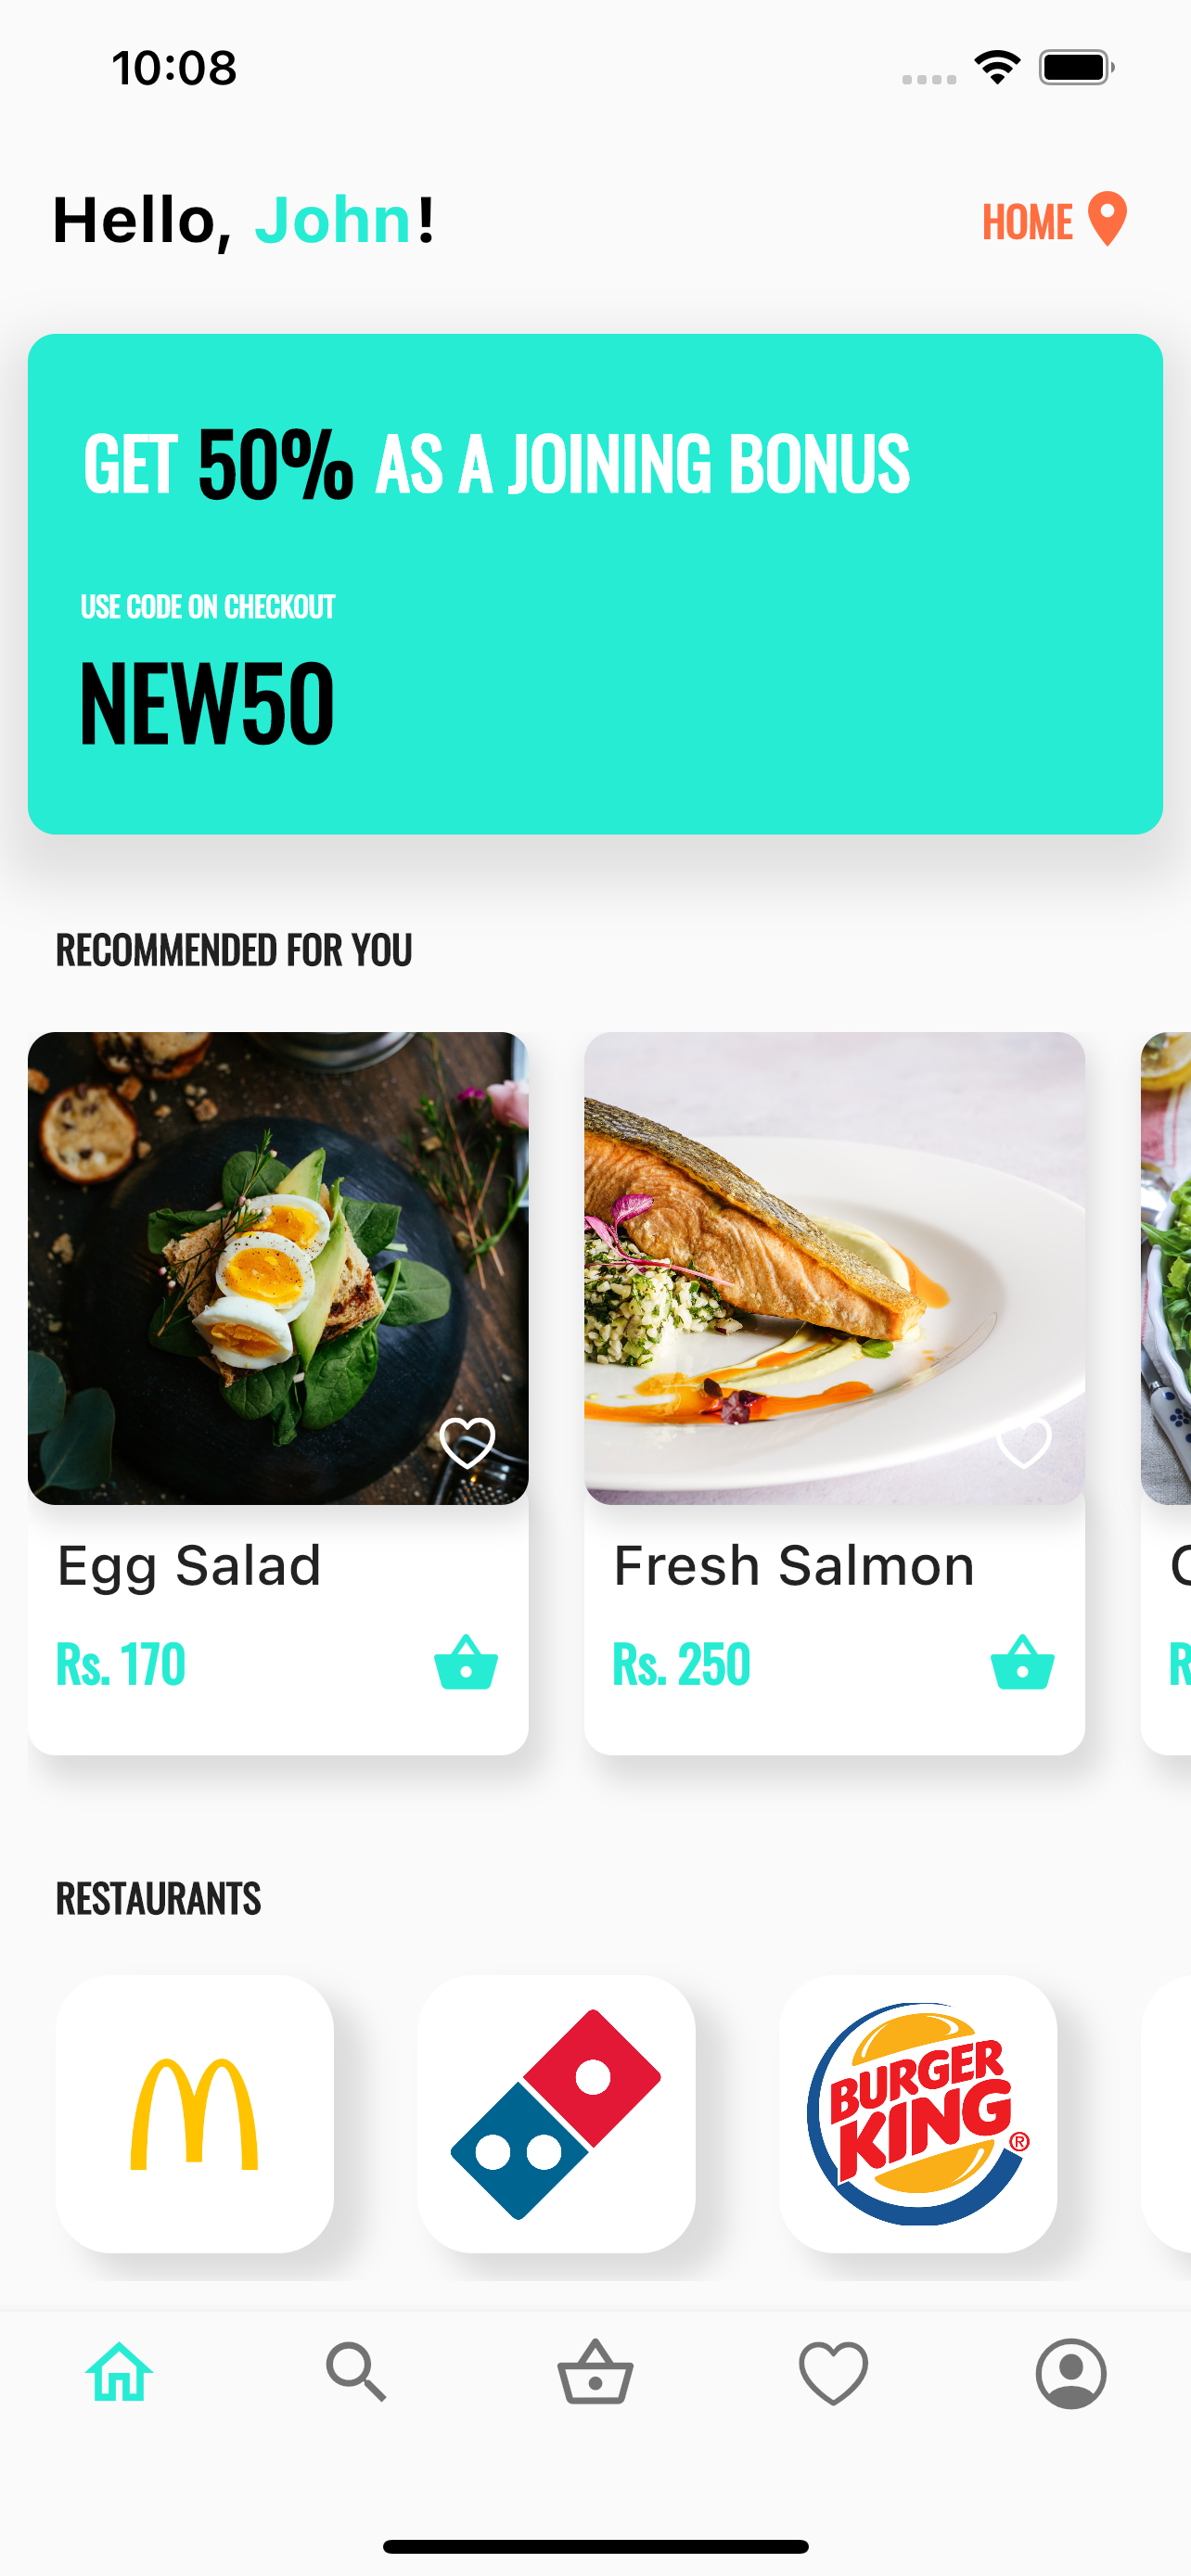 10:08
Hello, John!
HOME
GET 50% AS A JOINING BONUS
USE CODE ON CHECKOUT
NEW50
RECOMMENDED FOR YOU
Egg Salad
Fresh Salmon
Rs. 170
Rs. 250
RESTAURANTS
BURGER
KING®